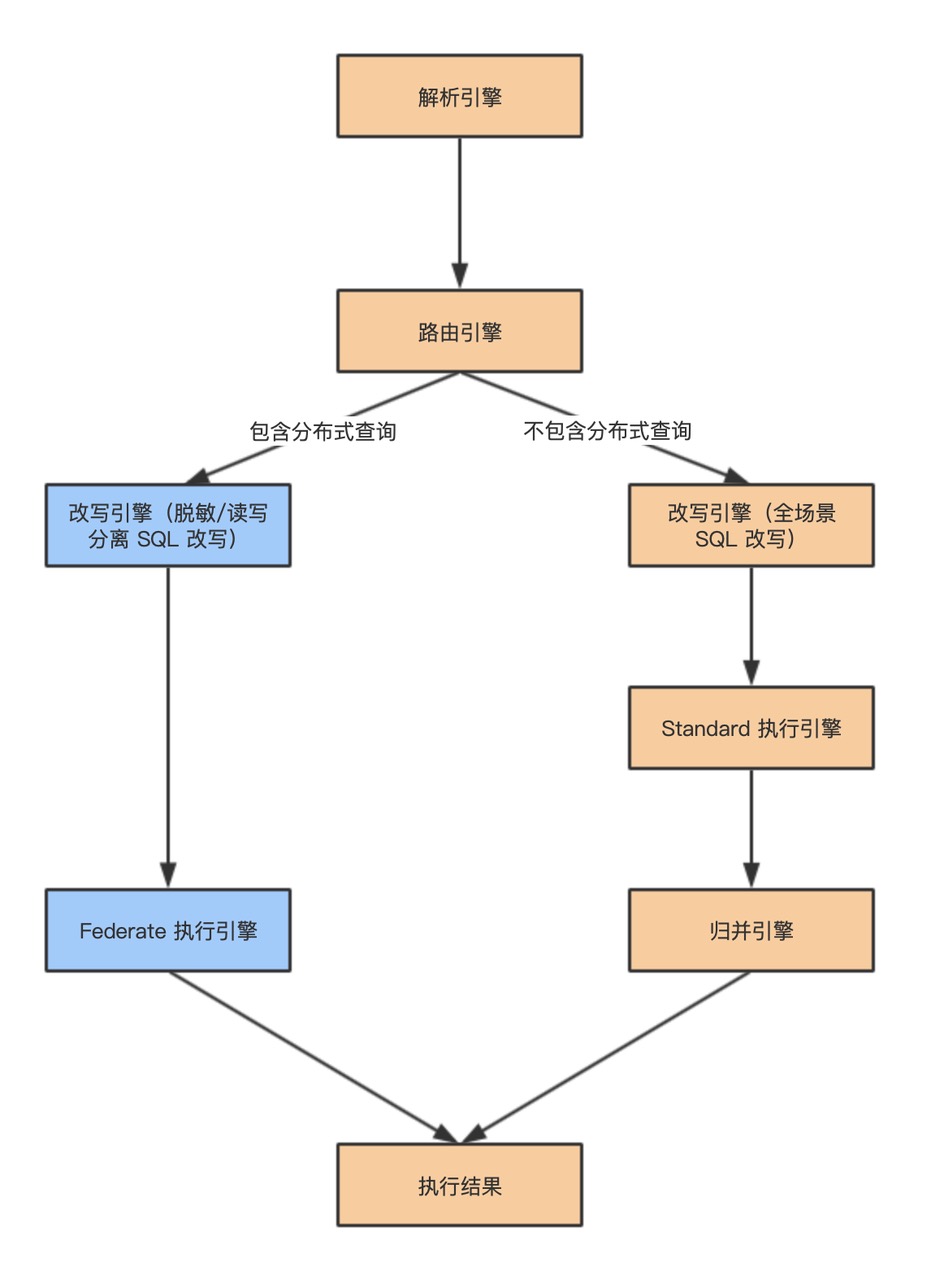 解析引擎
路由引擎
包含分布式查询
不包含分布式查询
改写引擎（脱敏/读写
分离 SQL 改写）
改写引擎（全场景
SQL 改写）
Standard 执行引擎
Federate 执行引擎
归并引擎
执行结果